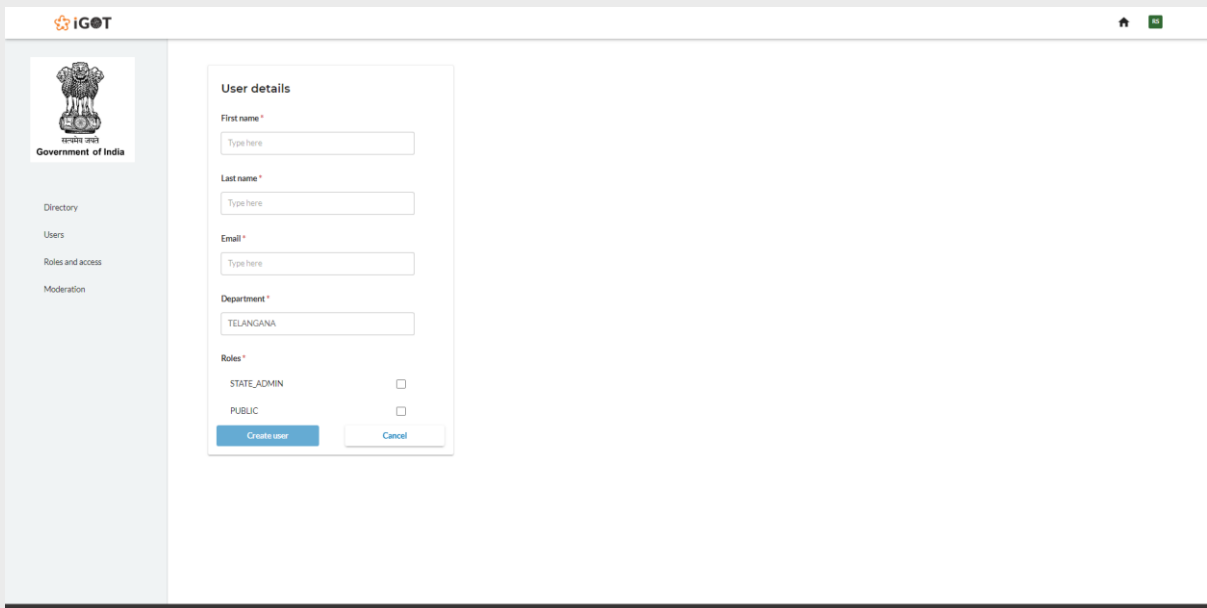 iGOT
RS
सत्यमेव जयते
Government of India
Directory
Users
Roles and access
Moderation
User details
First name *
Type here
Last name *
Type here
Email *
Type here
Department *
TELANGANA
Roles *
STATE_ADMIN
PUBLIC
Create user Cancel